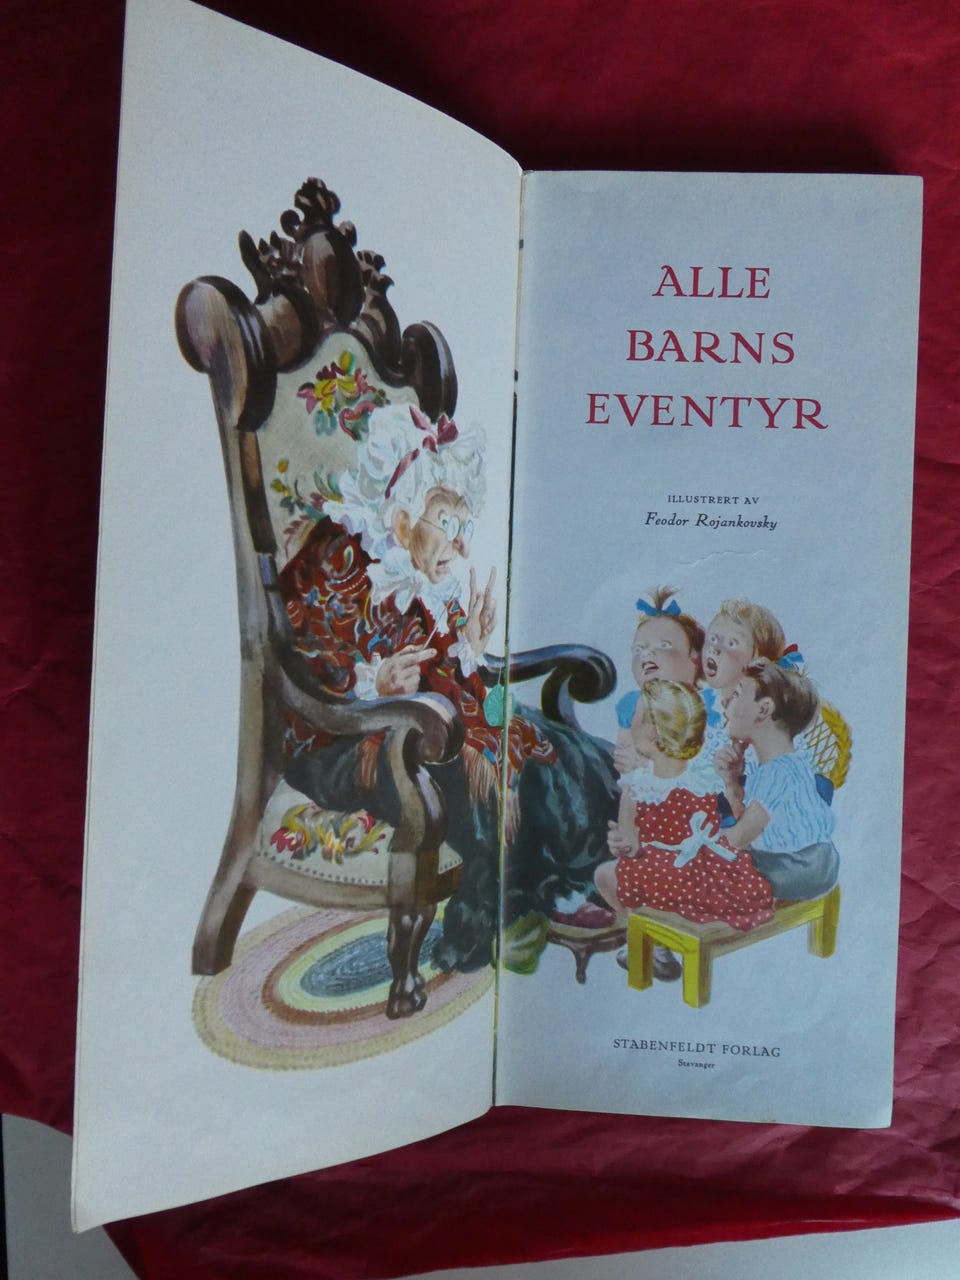 ALLE
BARNS
EVENTYR
ILLUSTRERT AV
Feodor Rojankovsky
STABENFELDT FORLAG
Stavanger